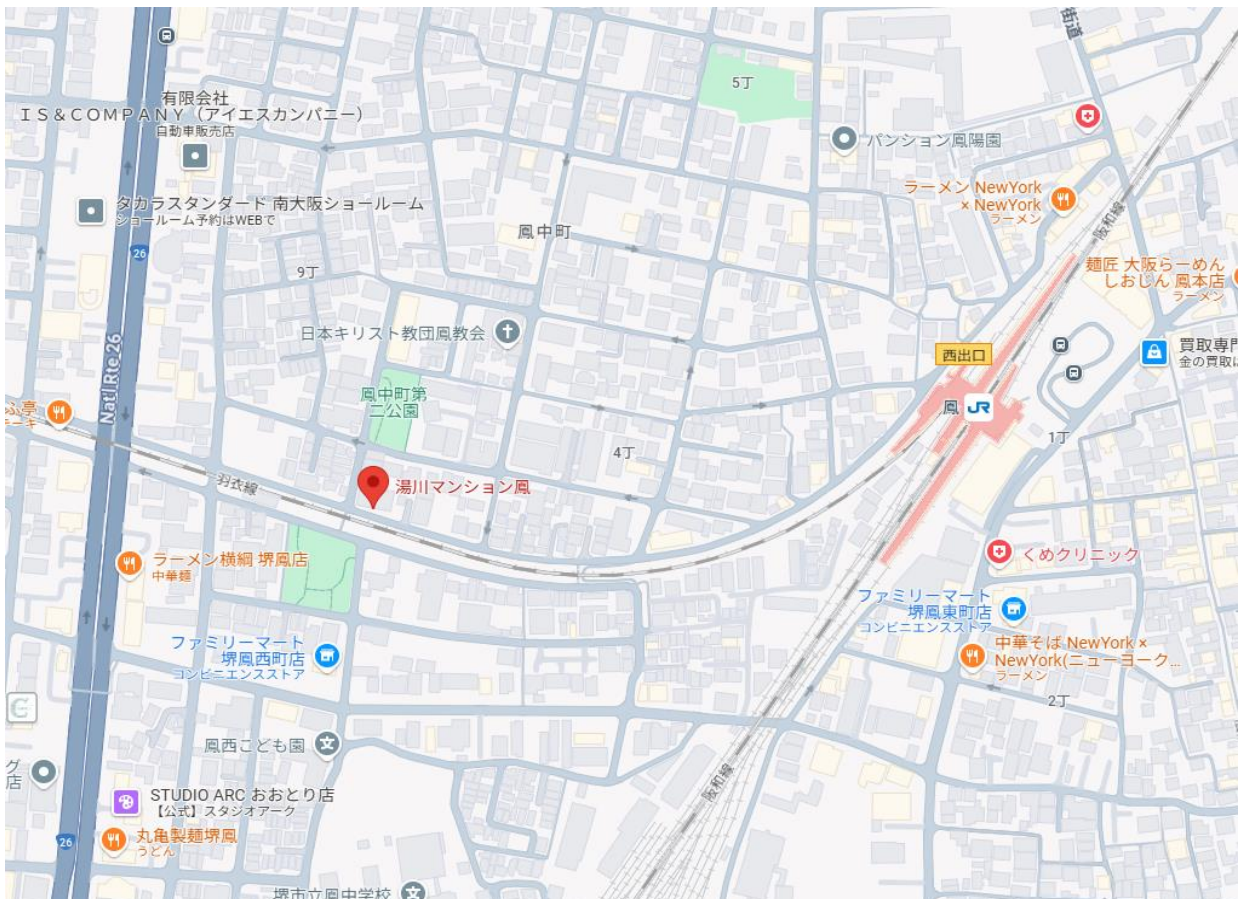 街道
5丁
有限会社
ＩＳ＆ＣＯＭＰＡＮＹ（アイエスカンパニー）
自動車販売店
パンション鳳陽園
ラーメン NewYork
× NewYork
ラーメン
タカラスタンダード 南大阪ショールーム
ショールーム予約はWEBで
阪和線
鳳中町
26
9丁
麺匠 大阪らーめん
しおじん 鳳本店
ラーメン
日本キリスト教団鳳教会
西出口
買取専門
金の買取は
Nat'l Rte 26
鳳中町第
二公園
ふ亭
テーキ
鳳
JR
1丁
4丁
羽衣線
湯川マンション鳳
ラーメン横綱 堺鳳店
中華麺
くめクリニック
ファミリーマート
堺鳳東町店
コンビニエンスストア
ファミリーマート
堺鳳西町店
コンビニエンスストア
中華そば NewYork ×
NewYork(ニューヨーク...
ラーメン
2丁
鳳西こども園
グ
店
阪和線
STUDIO ARC おおとり店
【公式】スタジオアーク
26
丸亀製麺堺鳳
うどん
堺市立鳳中学校